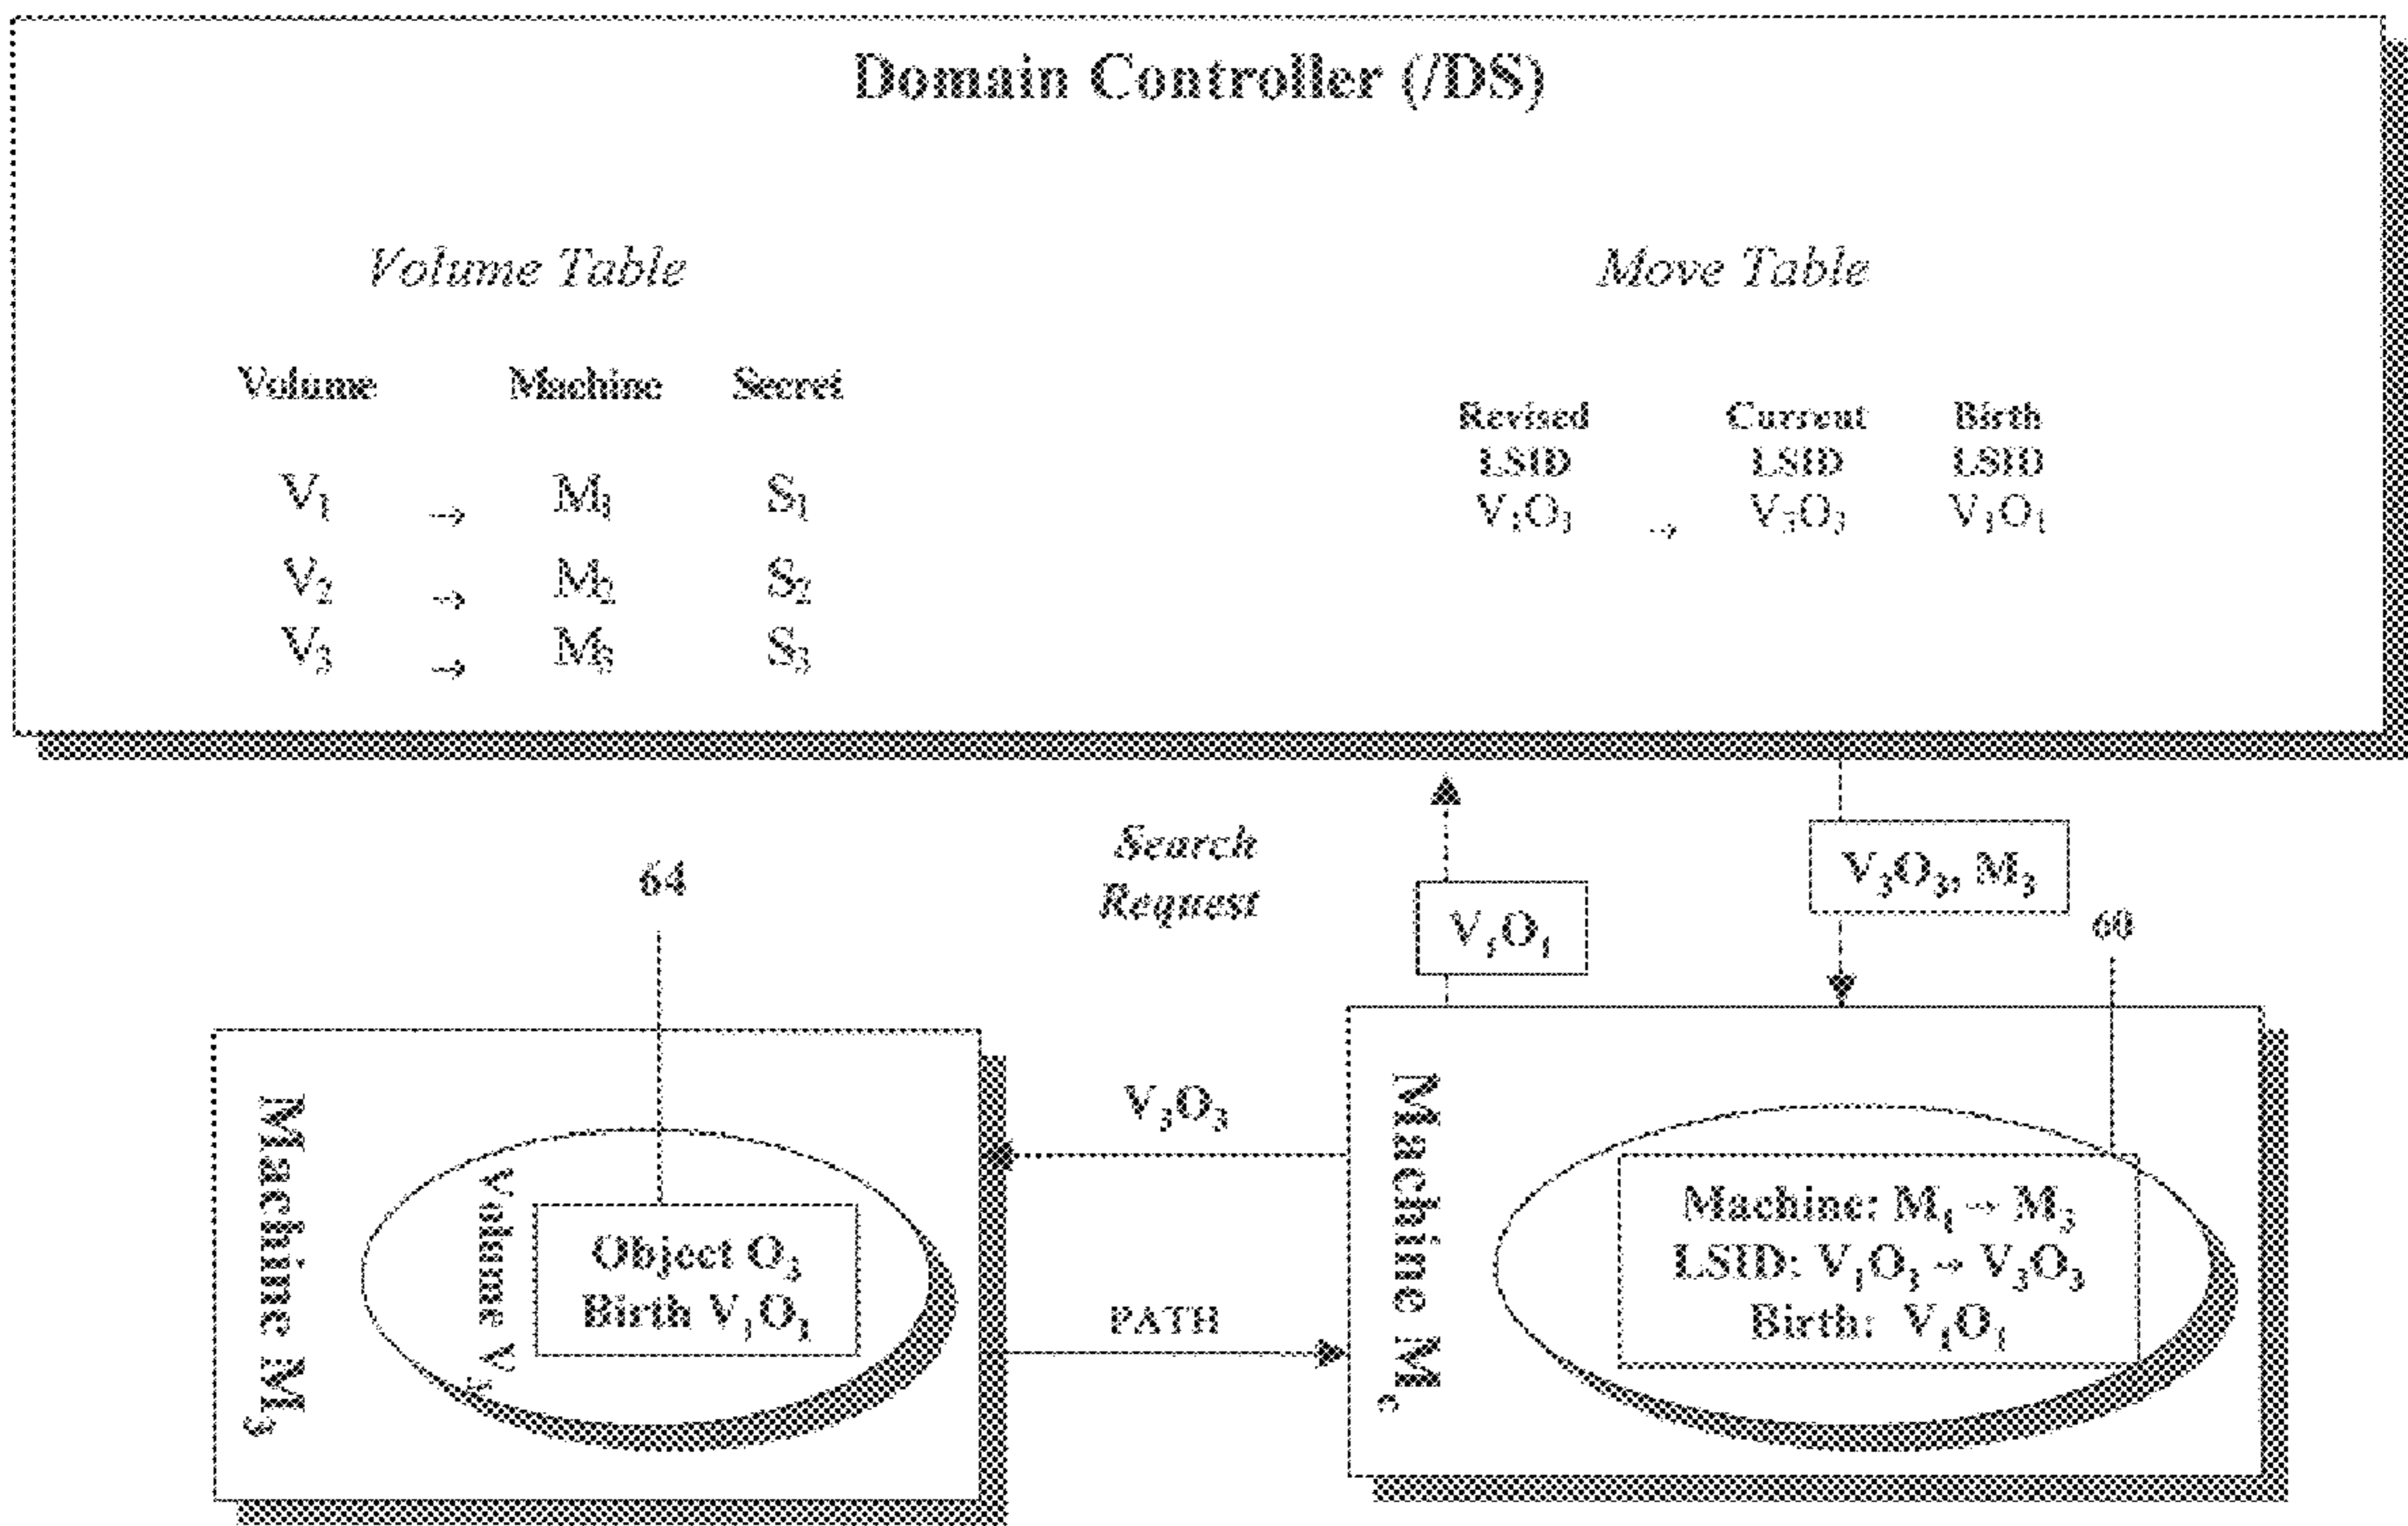 Domain Controller (/DS)
Volume Table
Move Table
Volume Machine Secret
Revised Current Birth
LSID LSID LSID
V₁ → M₁ S₁
V₁O₁ → V₃O₃ V₁O₁
V₂ → M₂ S₂
V₃ → M₃ S₃
Search
Request
V₁O₁
V₃O₃, M₃
64
60
Machine M₃
Volume V₃
Object O₃
Birth V₁O₁
V₃O₃
PATH
Machine M꜀
Machine: M₁ → M₃
LSID: V₁O₁ → V₃O₃
Birth: V₁O₁